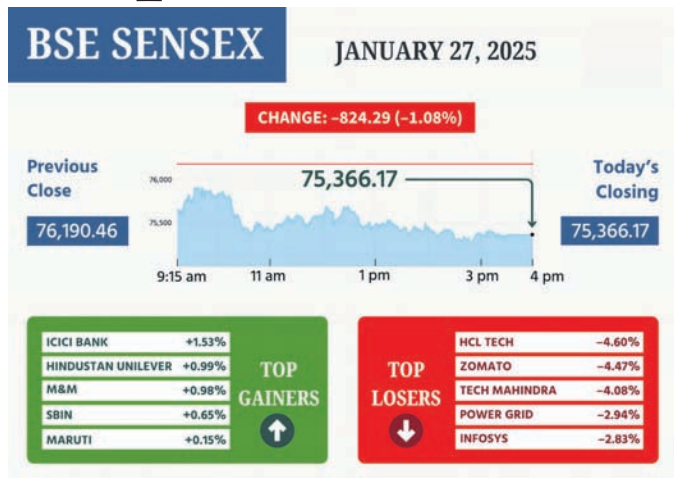 BSE SENSEX
JANUARY 27, 2025
CHANGE: –824.29 (–1.08%)
Previous
Close
76,190.46
76,000
75,500
75,366.17
Today's
Closing
75,366.17
9:15 am 11 am 1 pm 3 pm 4 pm
ICICI BANK +1.53%
HINDUSTAN UNILEVER +0.99%
M&M +0.98%
SBIN +0.65%
MARUTI +0.15%
TOP
GAINERS
TOP
LOSERS
HCL TECH –4.60%
ZOMATO –4.47%
TECH MAHINDRA –4.08%
POWER GRID –2.94%
INFOSYS –2.83%